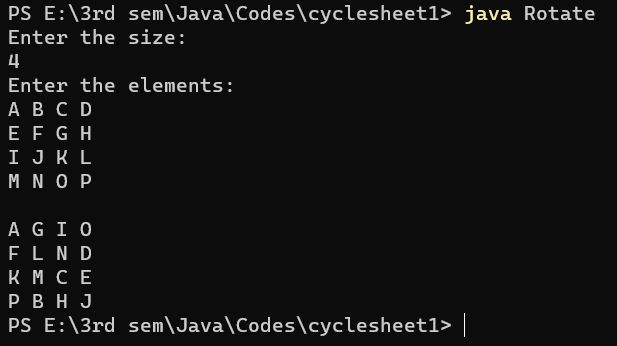 PS E:\3rd sem\Java\Codes\cyclesheet1> java Rotate
Enter the size:
4
Enter the elements:
A B C D
E F G H
I J K L
M N O P

A G I O
F L N D
K M C E
P B H J
PS E:\3rd sem\Java\Codes\cyclesheet1>